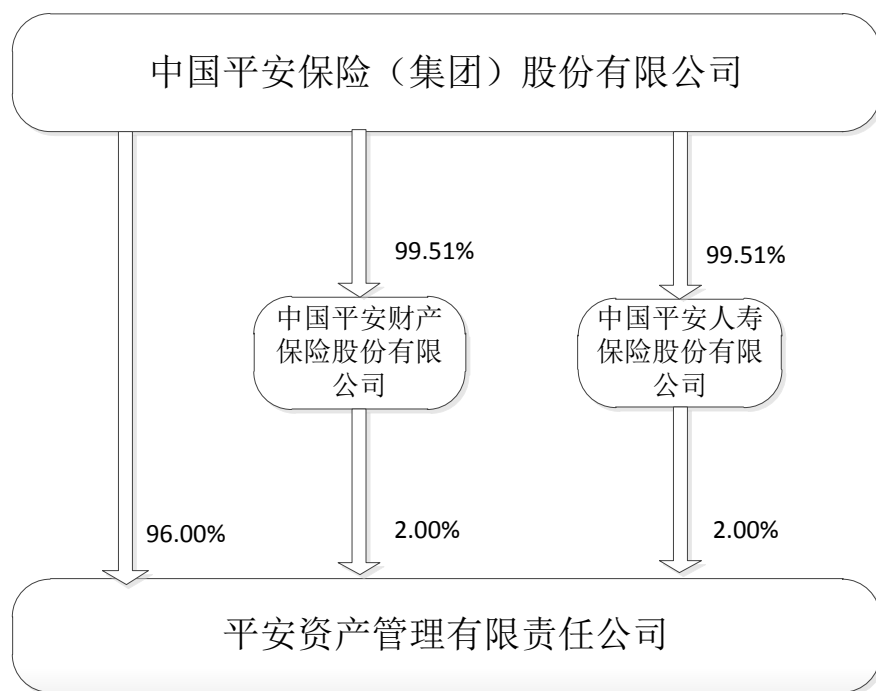 中国平安保险（集团）股份有限公司
99.51%
99.51%
中国平安财产
保险股份有限
公司
中国平安人寿
保险股份有限
公司
96.00%
2.00%
2.00%
平安资产管理有限责任公司